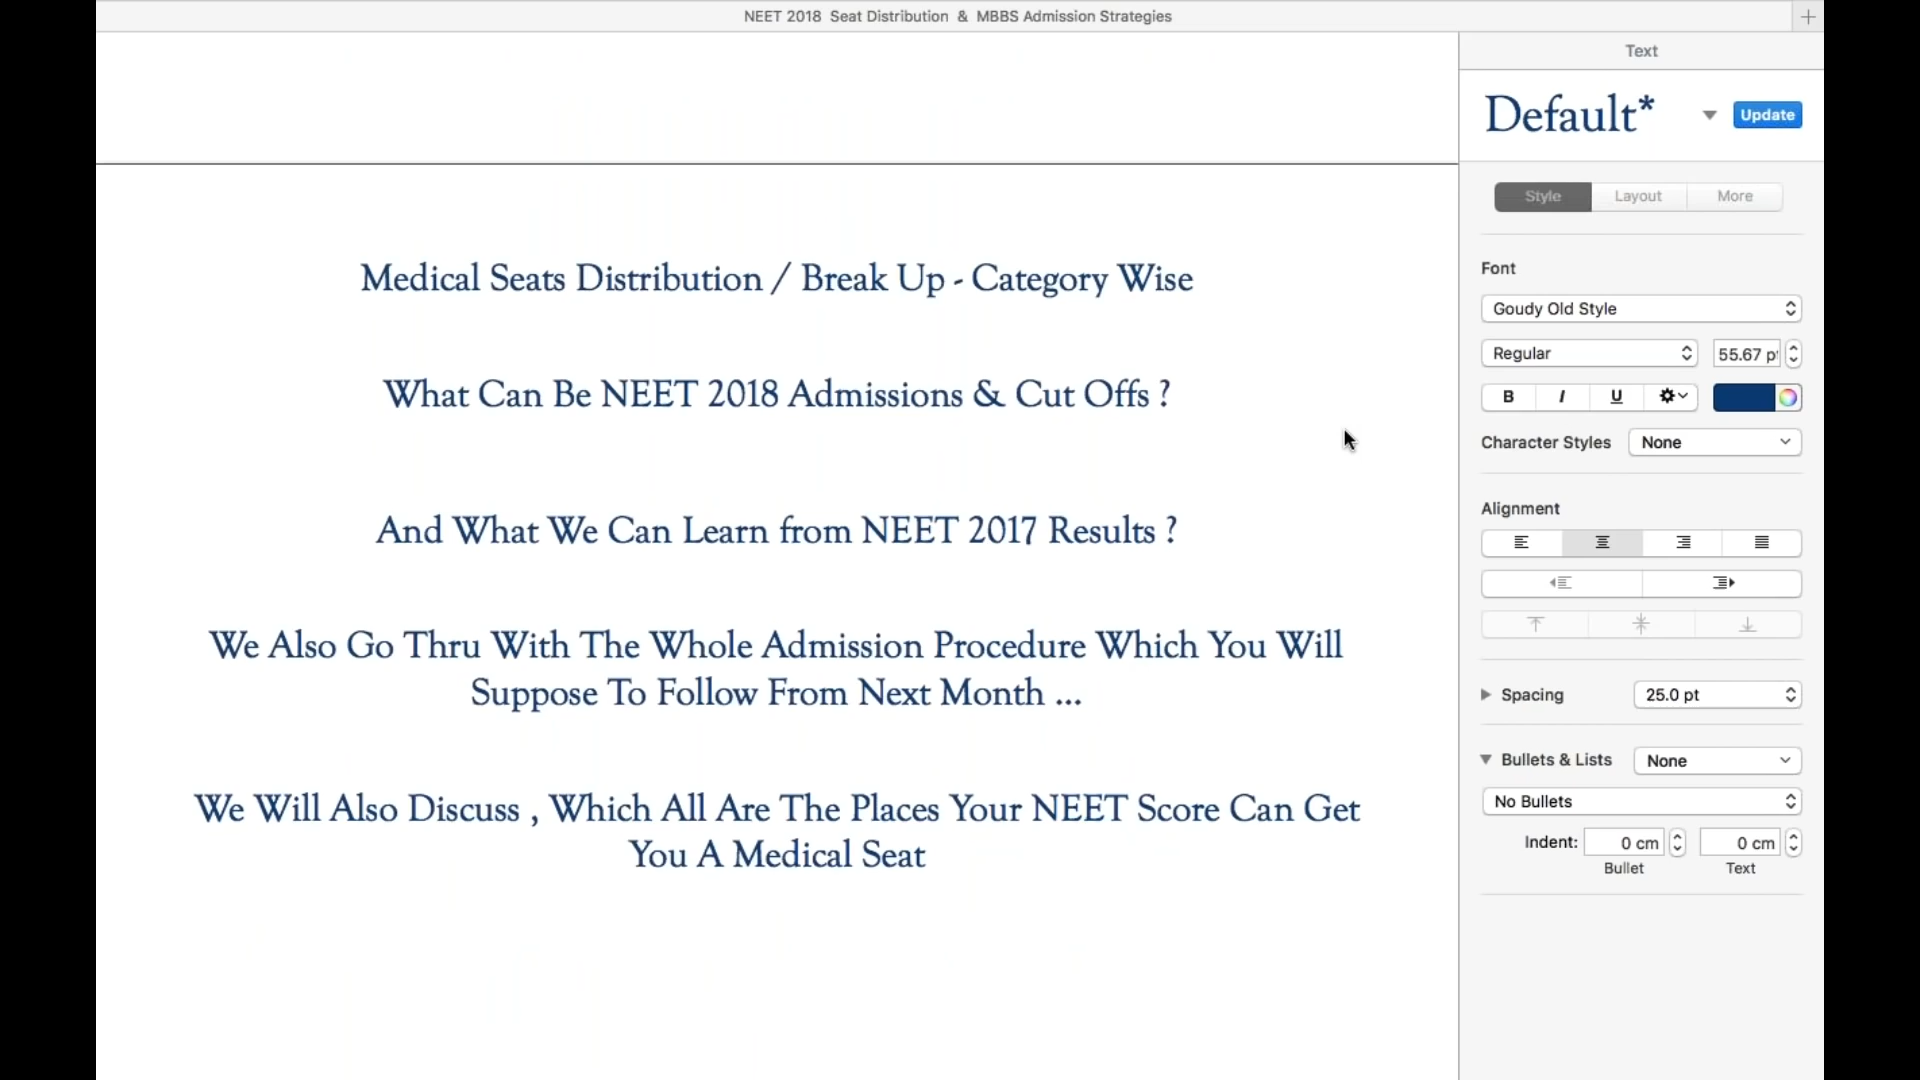 NEET 2018 Seat Distribution & MBBS Admission Strategies
Text
Default*
Update
Style Layout More
Medical Seats Distribution / Break Up - Category Wise
What Can Be NEET 2018 Admissions & Cut Offs ?
And What We Can Learn from NEET 2017 Results ?
We Also Go Thru With The Whole Admission Procedure Which You Will
Suppose To Follow From Next Month ...
We Will Also Discuss , Which All Are The Places Your NEET Score Can Get
You A Medical Seat
Font
Goudy Old Style
Regular 55.67 p
B I U
Character Styles None
Alignment
Spacing 25.0 pt
Bullets & Lists None
No Bullets
Indent: 0 cm 0 cm
Bullet Text